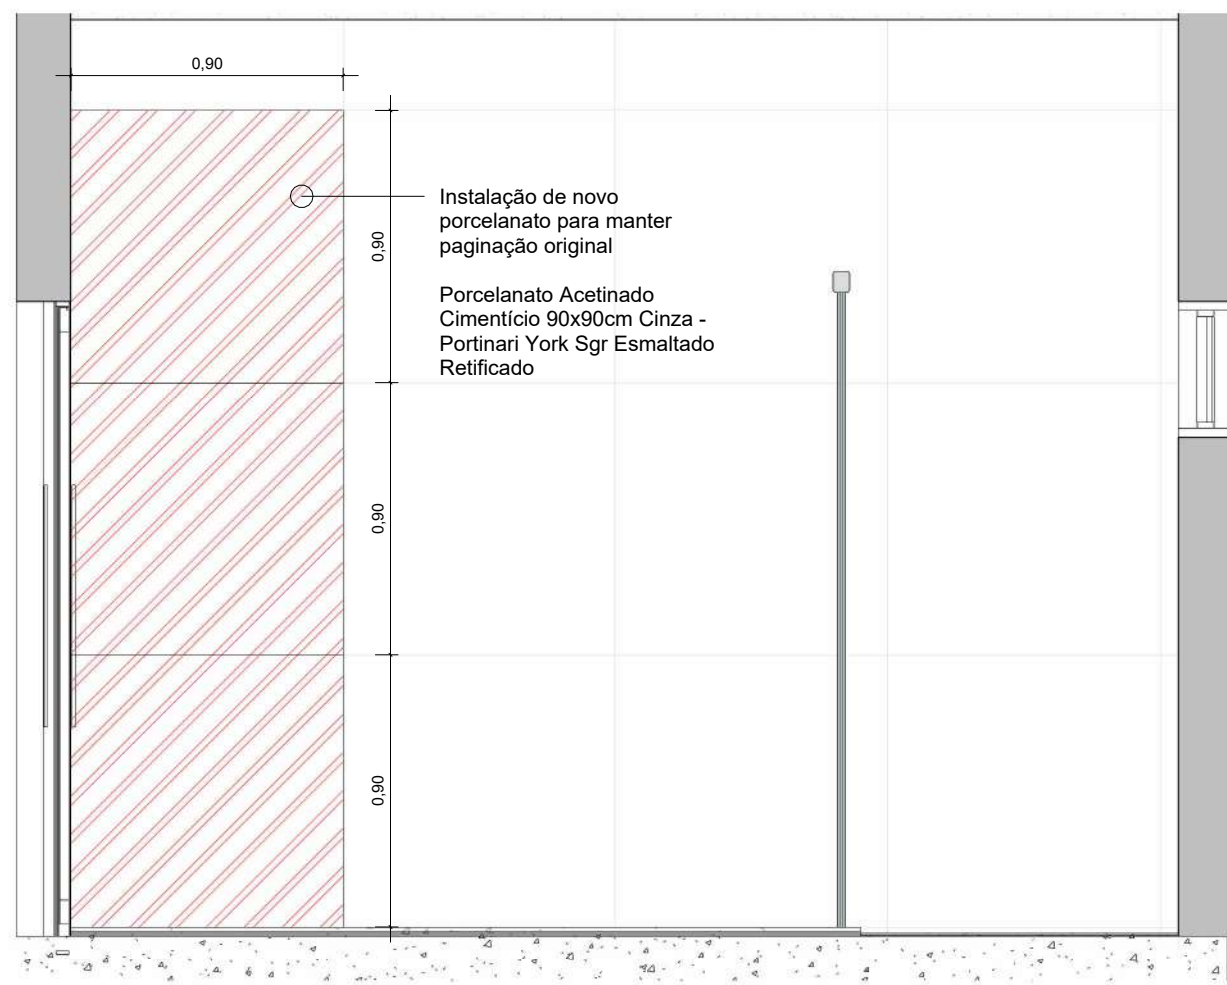 0,90
Instalação de novo
porcelanato para manter
paginação original
0,90
Porcelanato Acetinado
Cimentício 90x90cm Cinza -
Portinari York Sgr Esmaltado
Retificado
0,90
0,90